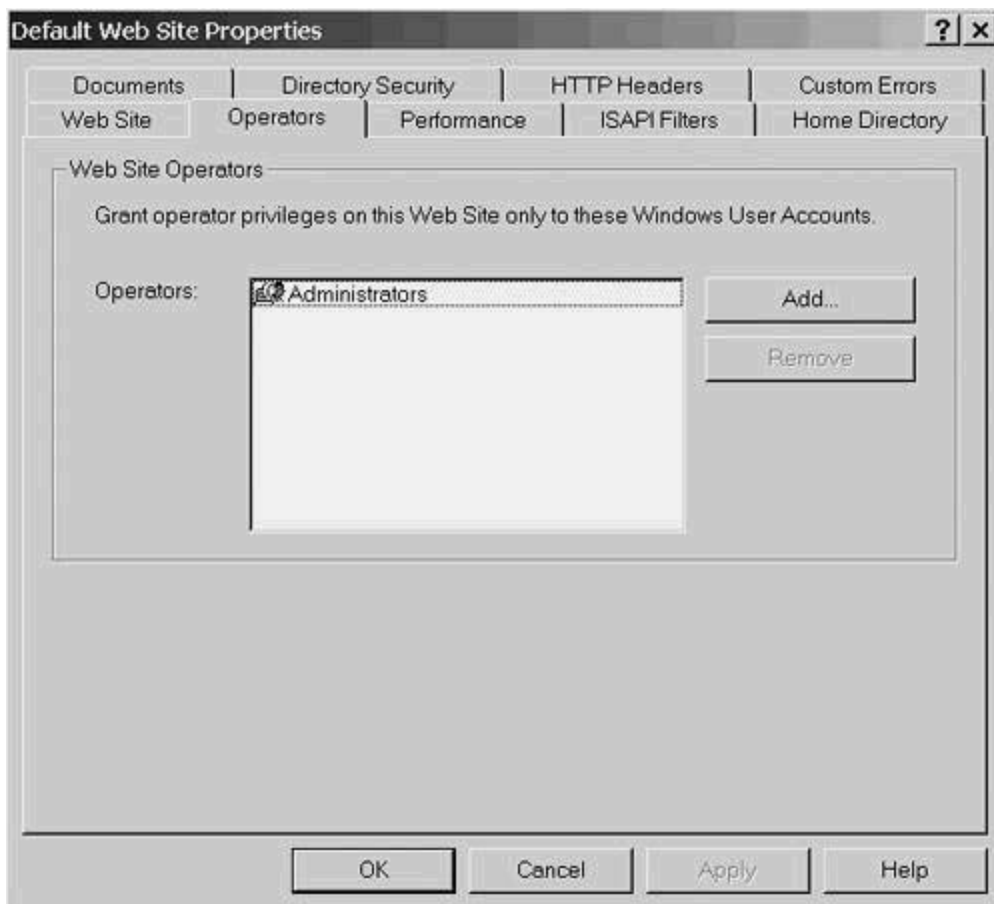 Default Web Site Properties
? ×
Documents Directory Security HTTP Headers Custom Errors
Web Site Operators Performance ISAPI Filters Home Directory
Web Site Operators
Grant operator privileges on this Web Site only to these Windows User Accounts.
Operators: Administrators Add...
Remove
OK Cancel Apply Help